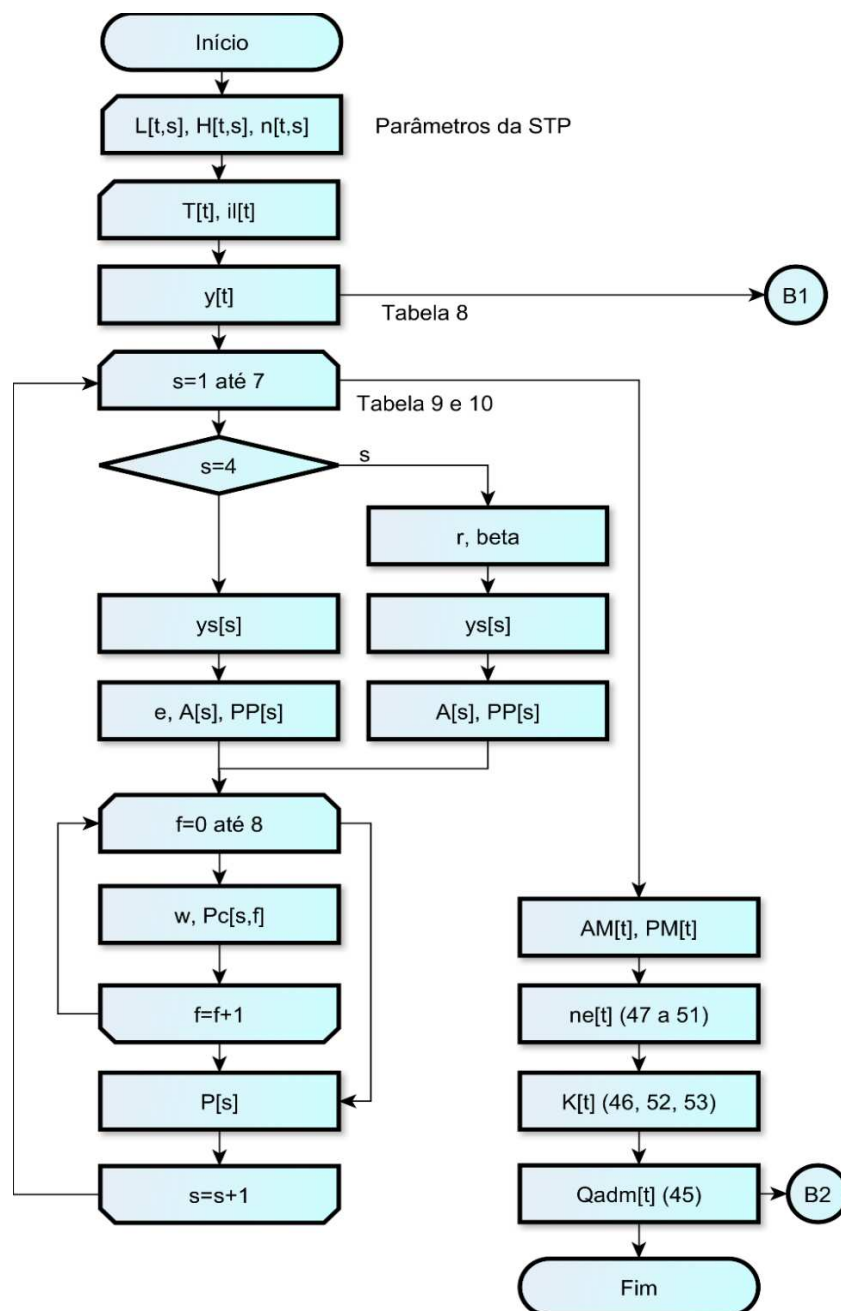 Início
L[t,s], H[t,s], n[t,s]
Parâmetros da STP
T[t], il[t]
y[t]
Tabela 8
B1
s=1 até 7
Tabela 9 e 10
s=4
s
r, beta
ys[s]
ys[s]
e, A[s], PP[s]
A[s], PP[s]
f=0 até 8
w, Pc[s,f]
AM[t], PM[t]
f=f+1
ne[t] (47 a 51)
P[s]
K[t] (46, 52, 53)
s=s+1
Qadm[t] (45)
B2
Fim